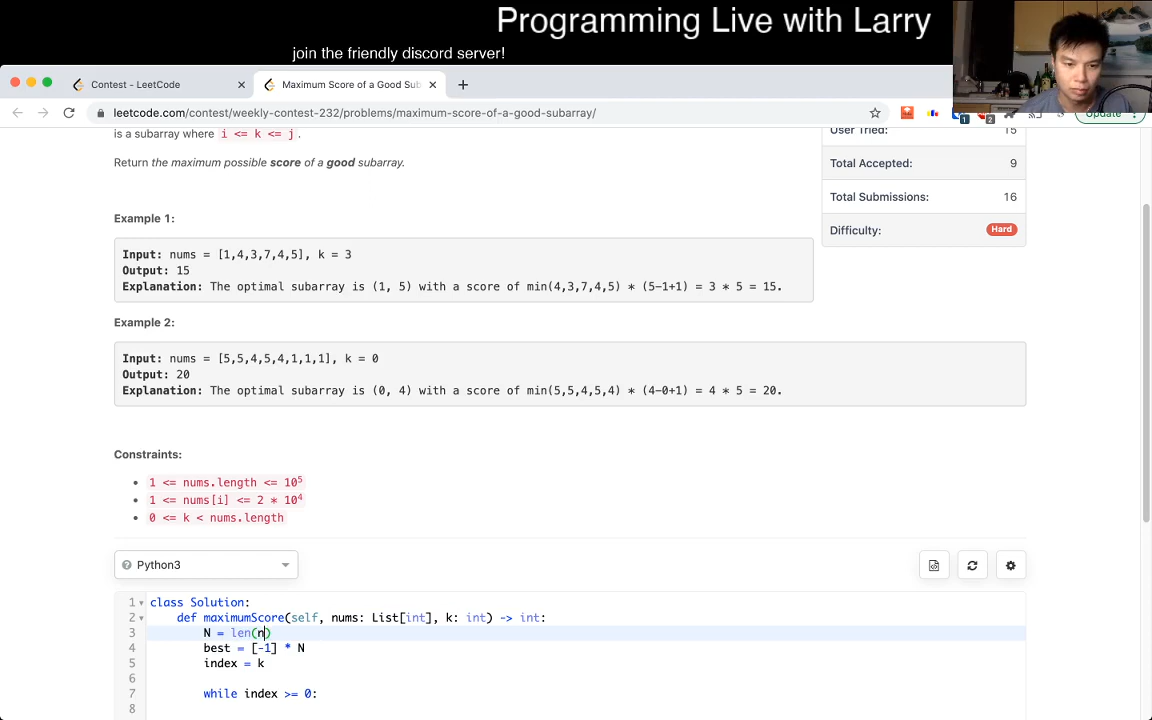 Programming Live with Larry
join the friendly discord server!
Contest - LeetCode
Maximum Score of a Good Sub
leetcode.com/contest/weekly-contest-232/problems/maximum-score-of-a-good-subarray/
Update
1
2
is a subarray where i <= k <= j.
User Tried: 15
Return the maximum possible score of a good subarray.
Total Accepted: 9
Total Submissions: 16
Example 1:
Difficulty: Hard
Input: nums = [1,4,3,7,4,5], k = 3
Output: 15
Explanation: The optimal subarray is (1, 5) with a score of min(4,3,7,4,5) * (5-1+1) = 3 * 5 = 15.
Example 2:
Input: nums = [5,5,4,5,4,1,1,1], k = 0
Output: 20
Explanation: The optimal subarray is (0, 4) with a score of min(5,5,4,5,4) * (4-0+1) = 4 * 5 = 20.
Constraints:
1 <= nums.length <= 10⁵
1 <= nums[i] <= 2 * 10⁴
0 <= k < nums.length
Python3
1 class Solution:
2 def maximumScore(self, nums: List[int], k: int) -> int:
3 N = len(n)
4 best = [-1] * N
5 index = k
6
7 while index >= 0:
8